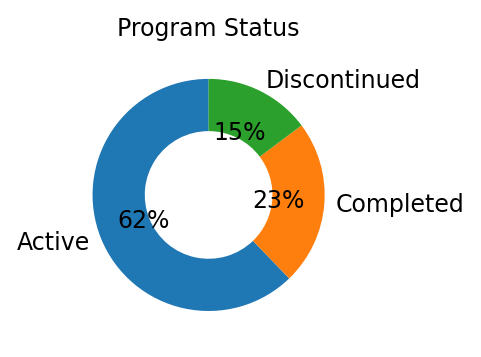 Program Status
Discontinued
15%
23%
Completed
62%
Active